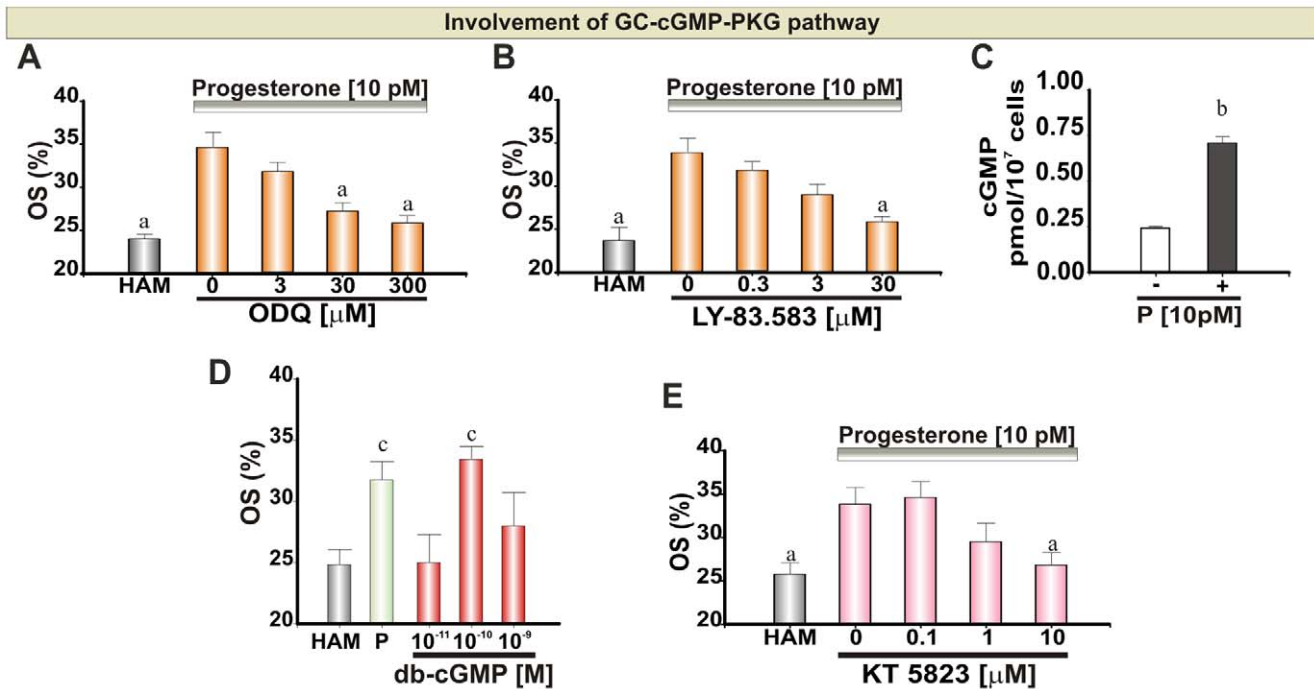 Involvement of GC-cGMP-PKG pathway
A
Progesterone [10 pM]
OS (%)
40
35
30
25
20
a
a
a
HAM
0
3
30
300
ODQ [μM]
B
Progesterone [10 pM]
OS (%)
40
35
30
25
20
a
a
HAM
0
0.3
3
30
LY-83.583 [μM]
C
cGMP
pmol/10⁷ cells
1.00
0.75
0.50
0.25
0.00
b
-
+
P [10pM]
D
OS (%)
40
35
30
25
20
c
c
HAM
P
10⁻¹¹
10⁻¹⁰
10⁻⁹
db-cGMP [M]
E
Progesterone [10 pM]
OS (%)
40
35
30
25
20
a
a
HAM
0
0.1
1
10
KT 5823 [μM]